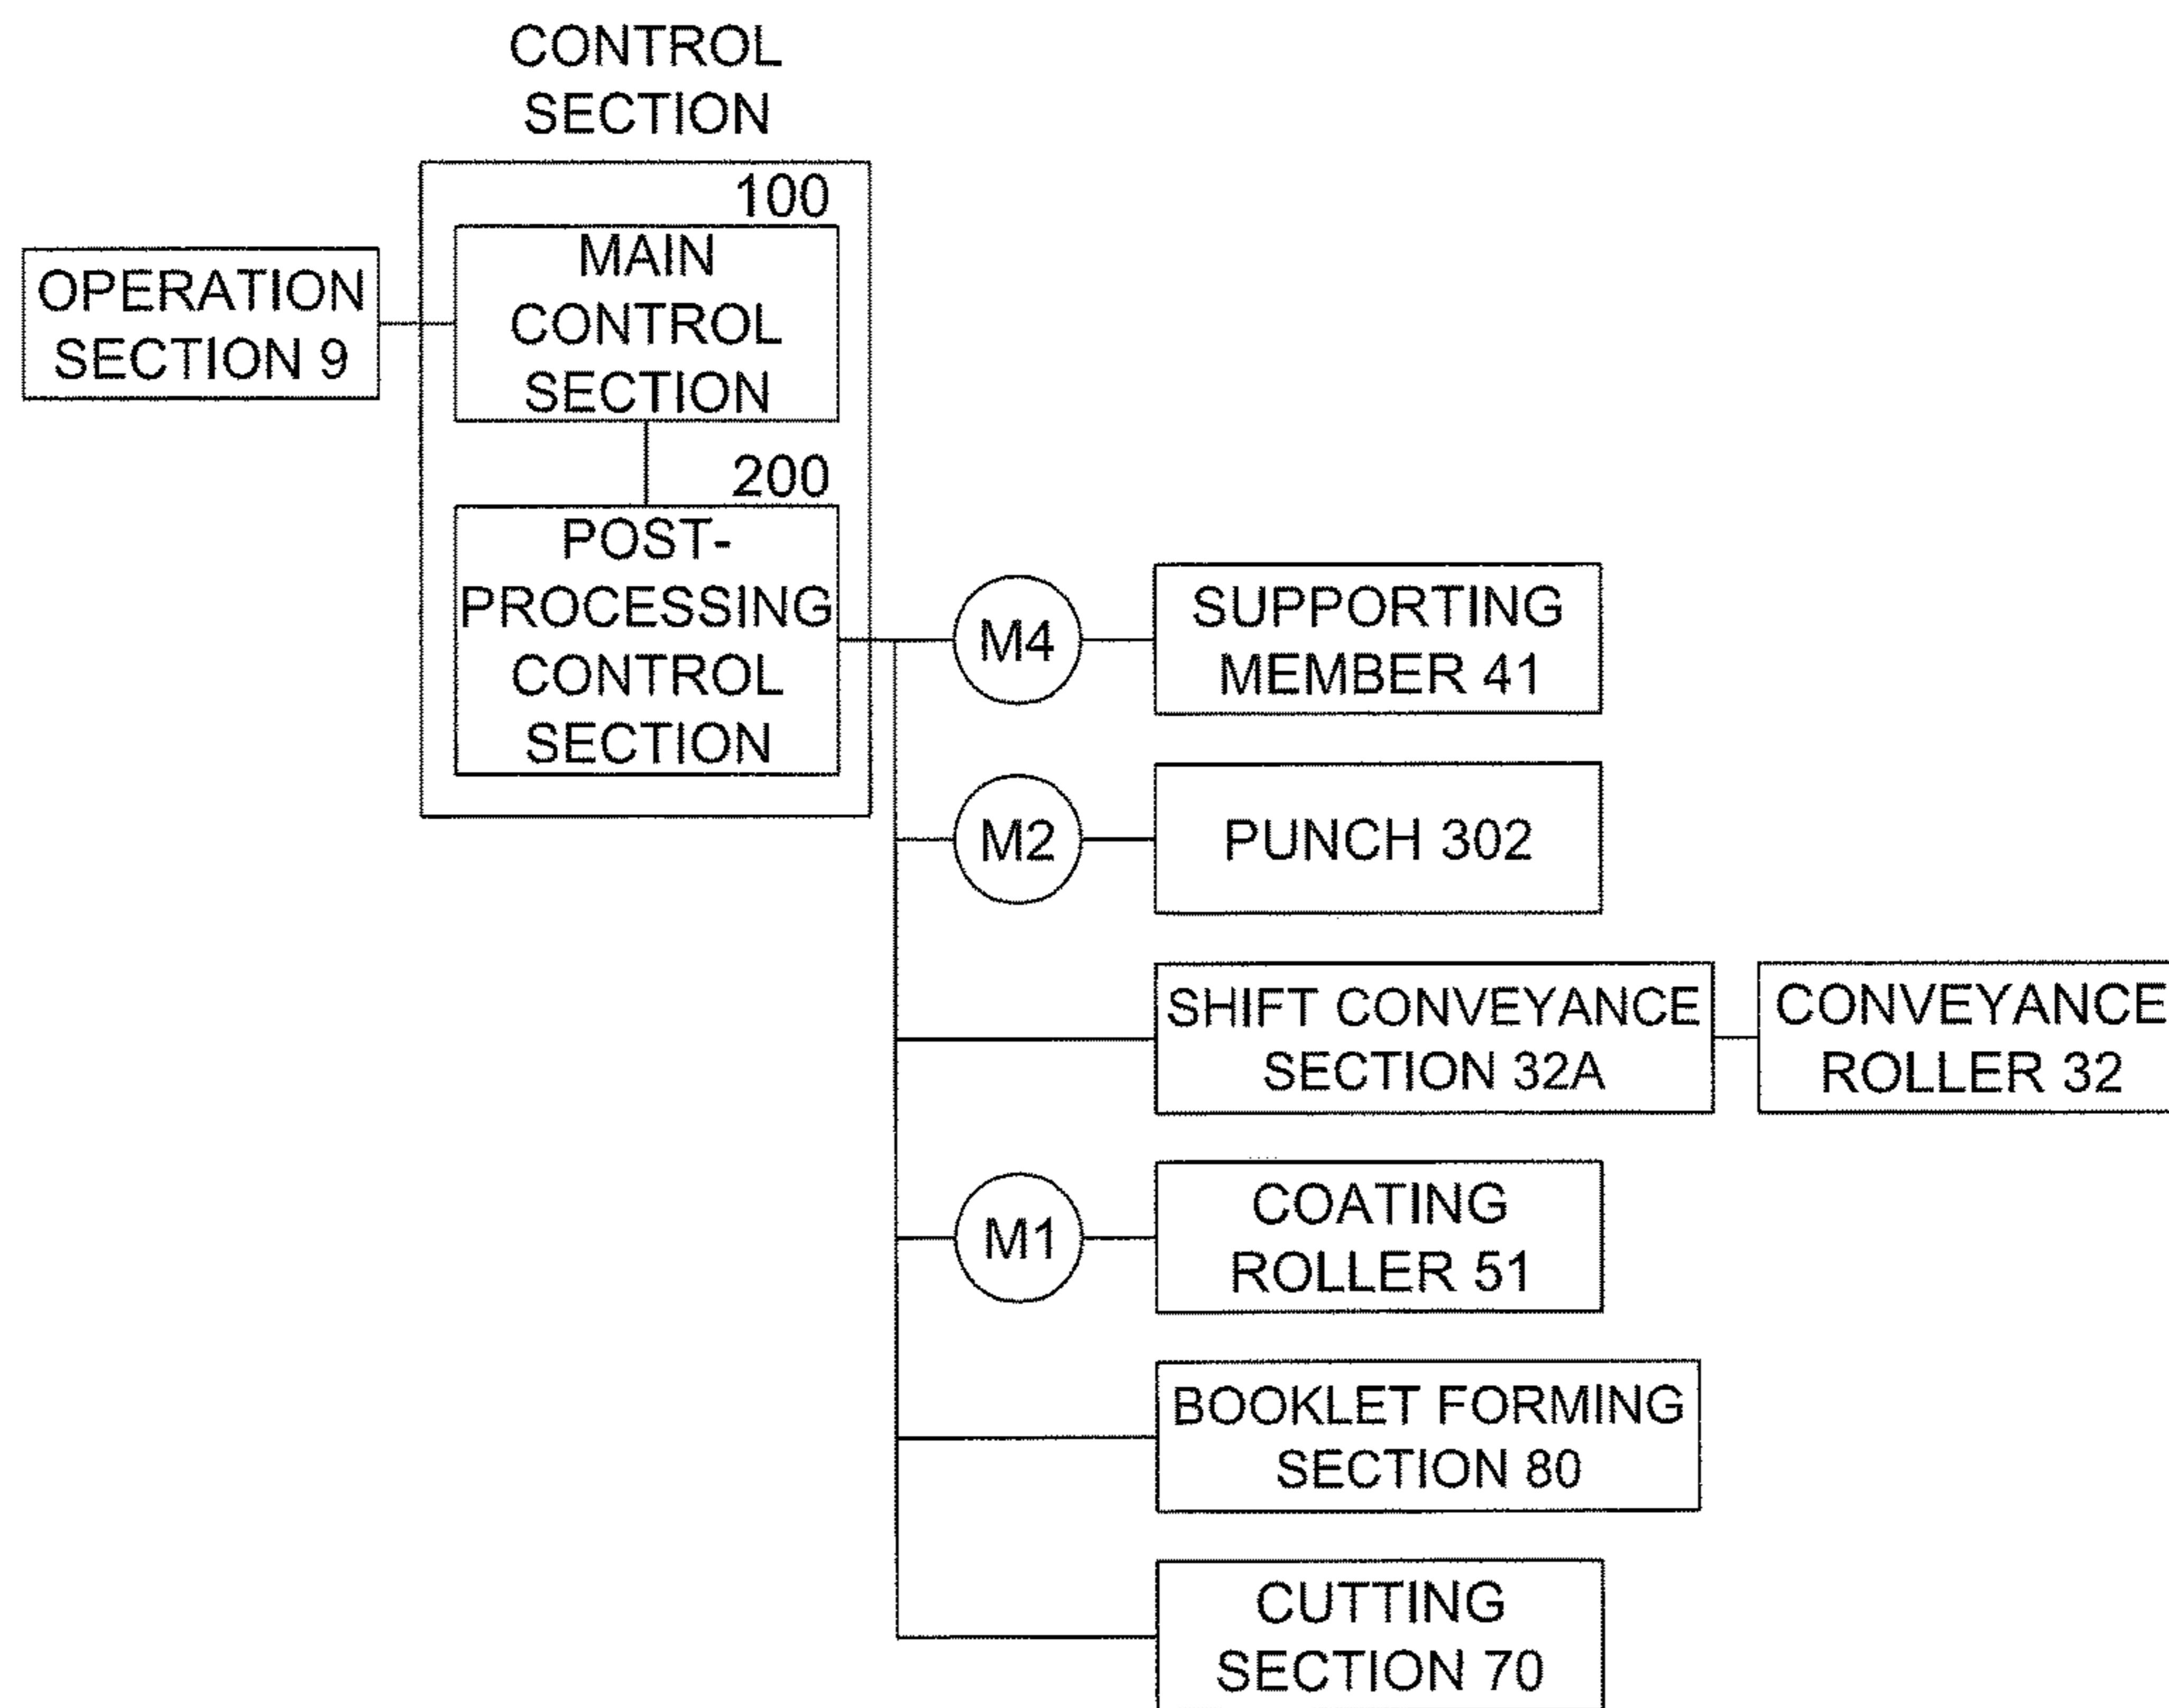 CONTROL
SECTION
100
MAIN
CONTROL
SECTION
OPERATION
SECTION 9
200
POST-
PROCESSING
CONTROL
SECTION
M4
SUPPORTING
MEMBER 41
M2
PUNCH 302
SHIFT CONVEYANCE
SECTION 32A
CONVEYANCE
ROLLER 32
M1
COATING
ROLLER 51
BOOKLET FORMING
SECTION 80
CUTTING
SECTION 70